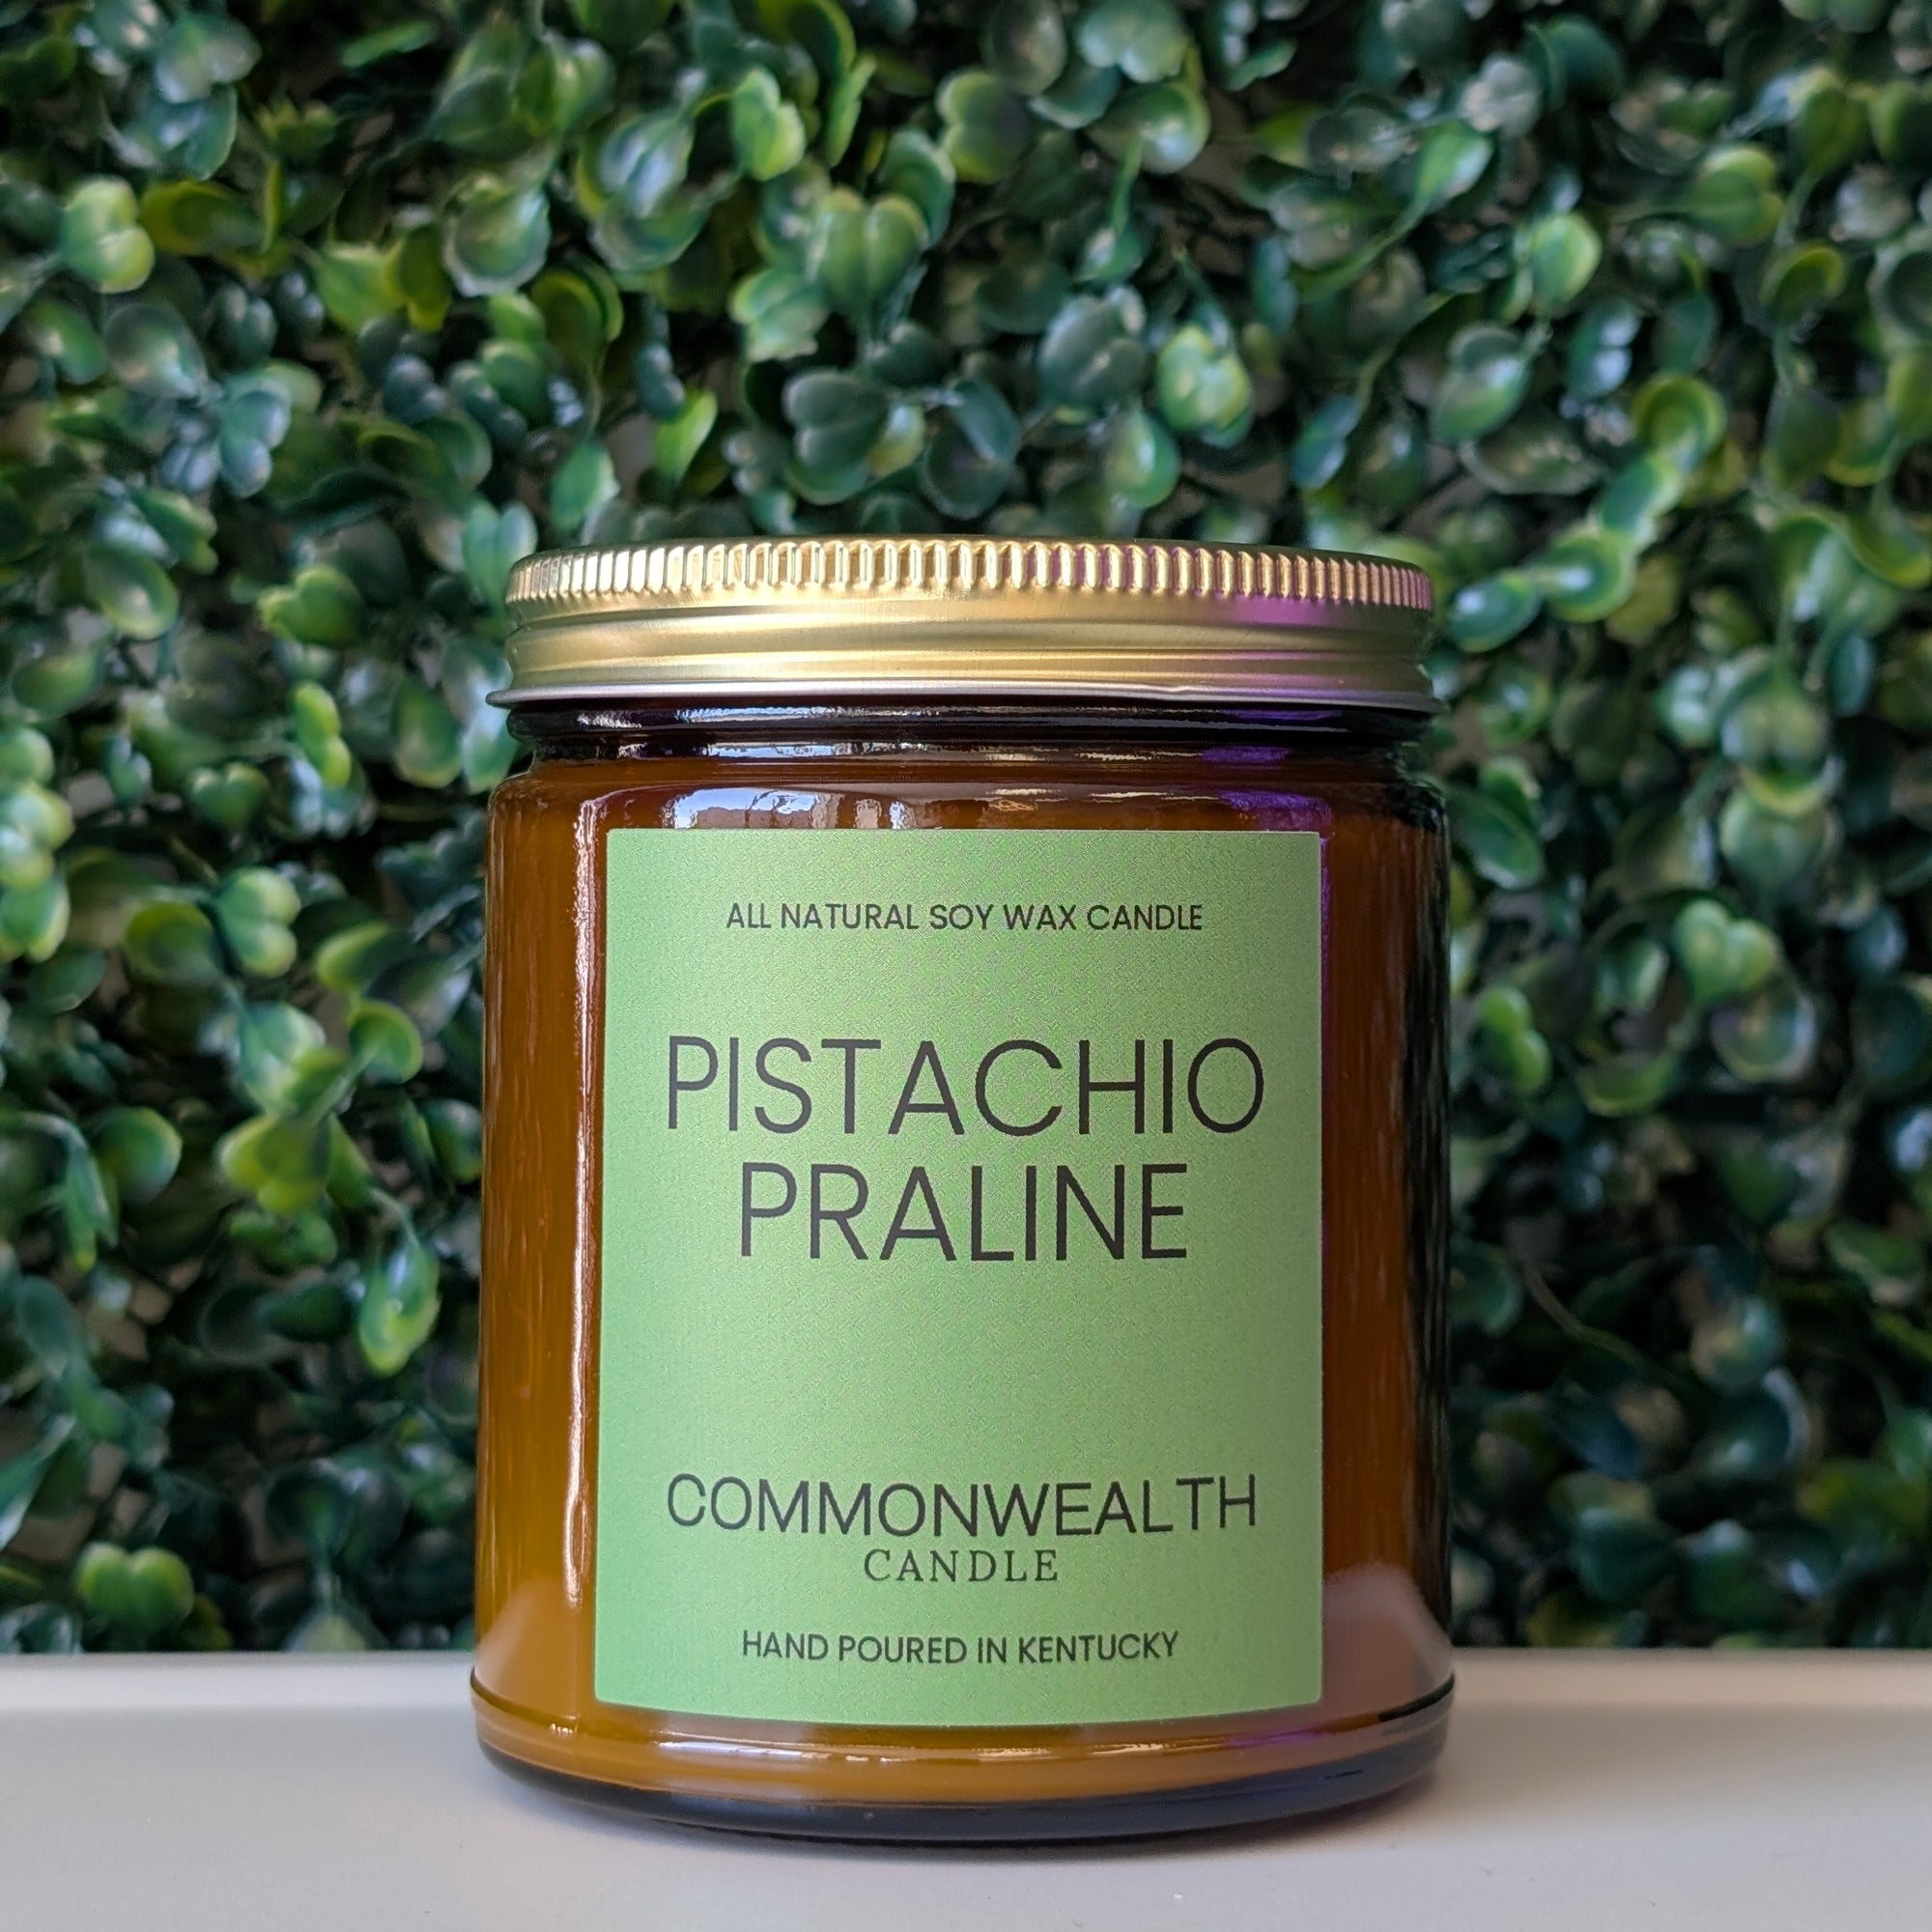 ALL NATURAL SOY WAX CANDLE
PISTACHIO
PRALINE
COMMONWEALTH
CANDLE
HAND POURED IN KENTUCKY